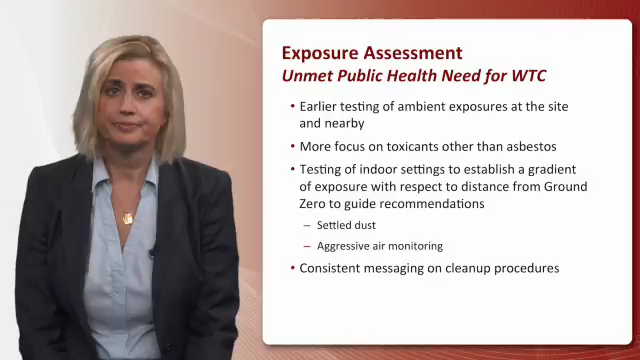 Exposure Assessment
Unmet Public Health Need for WTC
• Earlier testing of ambient exposures at the site
and nearby
• More focus on toxicants other than asbestos
• Testing of indoor settings to establish a gradient
of exposure with respect to distance from Ground
Zero to guide recommendations
– Settled dust
– Aggressive air monitoring
• Consistent messaging on cleanup procedures